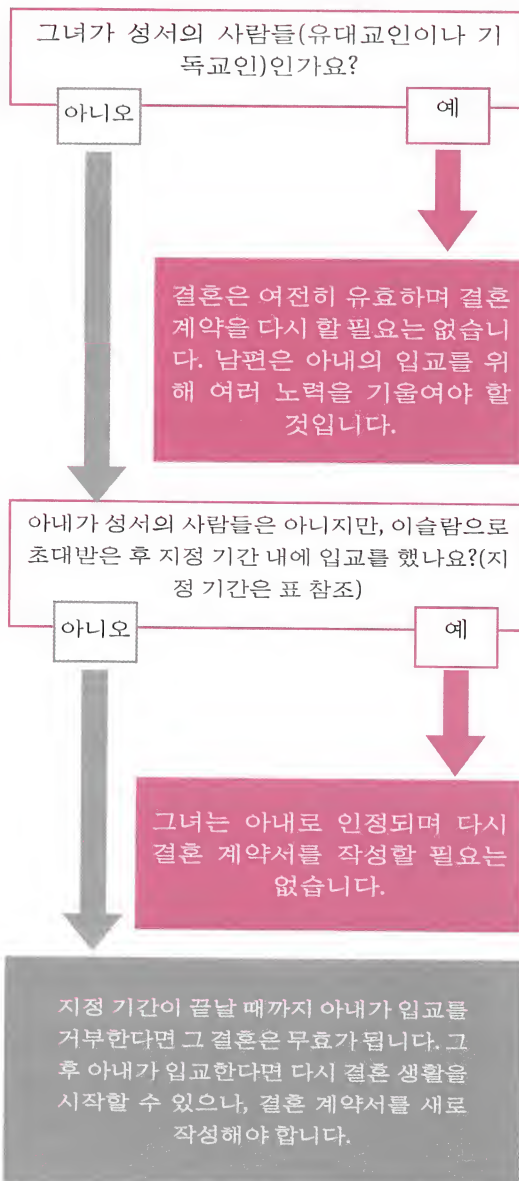 그녀가 성서의 사람들(유대교인이나 기
독교인)인가요?
아니오
예
결혼은 여전히 유효하며 결혼
계약을 다시 할 필요는 없습니
다. 남편은 아내의 입교를 위
해 여러 노력을 기울여야 할
것입니다.
아내가 성서의 사람들은 아니지만, 이슬람으로
초대받은 후 지정 기간 내에 입교를 했나요?(지
정 기간은 표 참조)
아니오
예
그녀는 아내로 인정되며 다시
결혼 계약서를 작성할 필요는
없습니다.
지정 기간이 끝날 때까지 아내가 입교를
거부한다면 그 결혼은 무효가 됩니다. 그
후 아내가 입교한다면 다시 결혼 생활을
시작할 수 있으나, 결혼 계약서를 새로
작성해야 합니다.